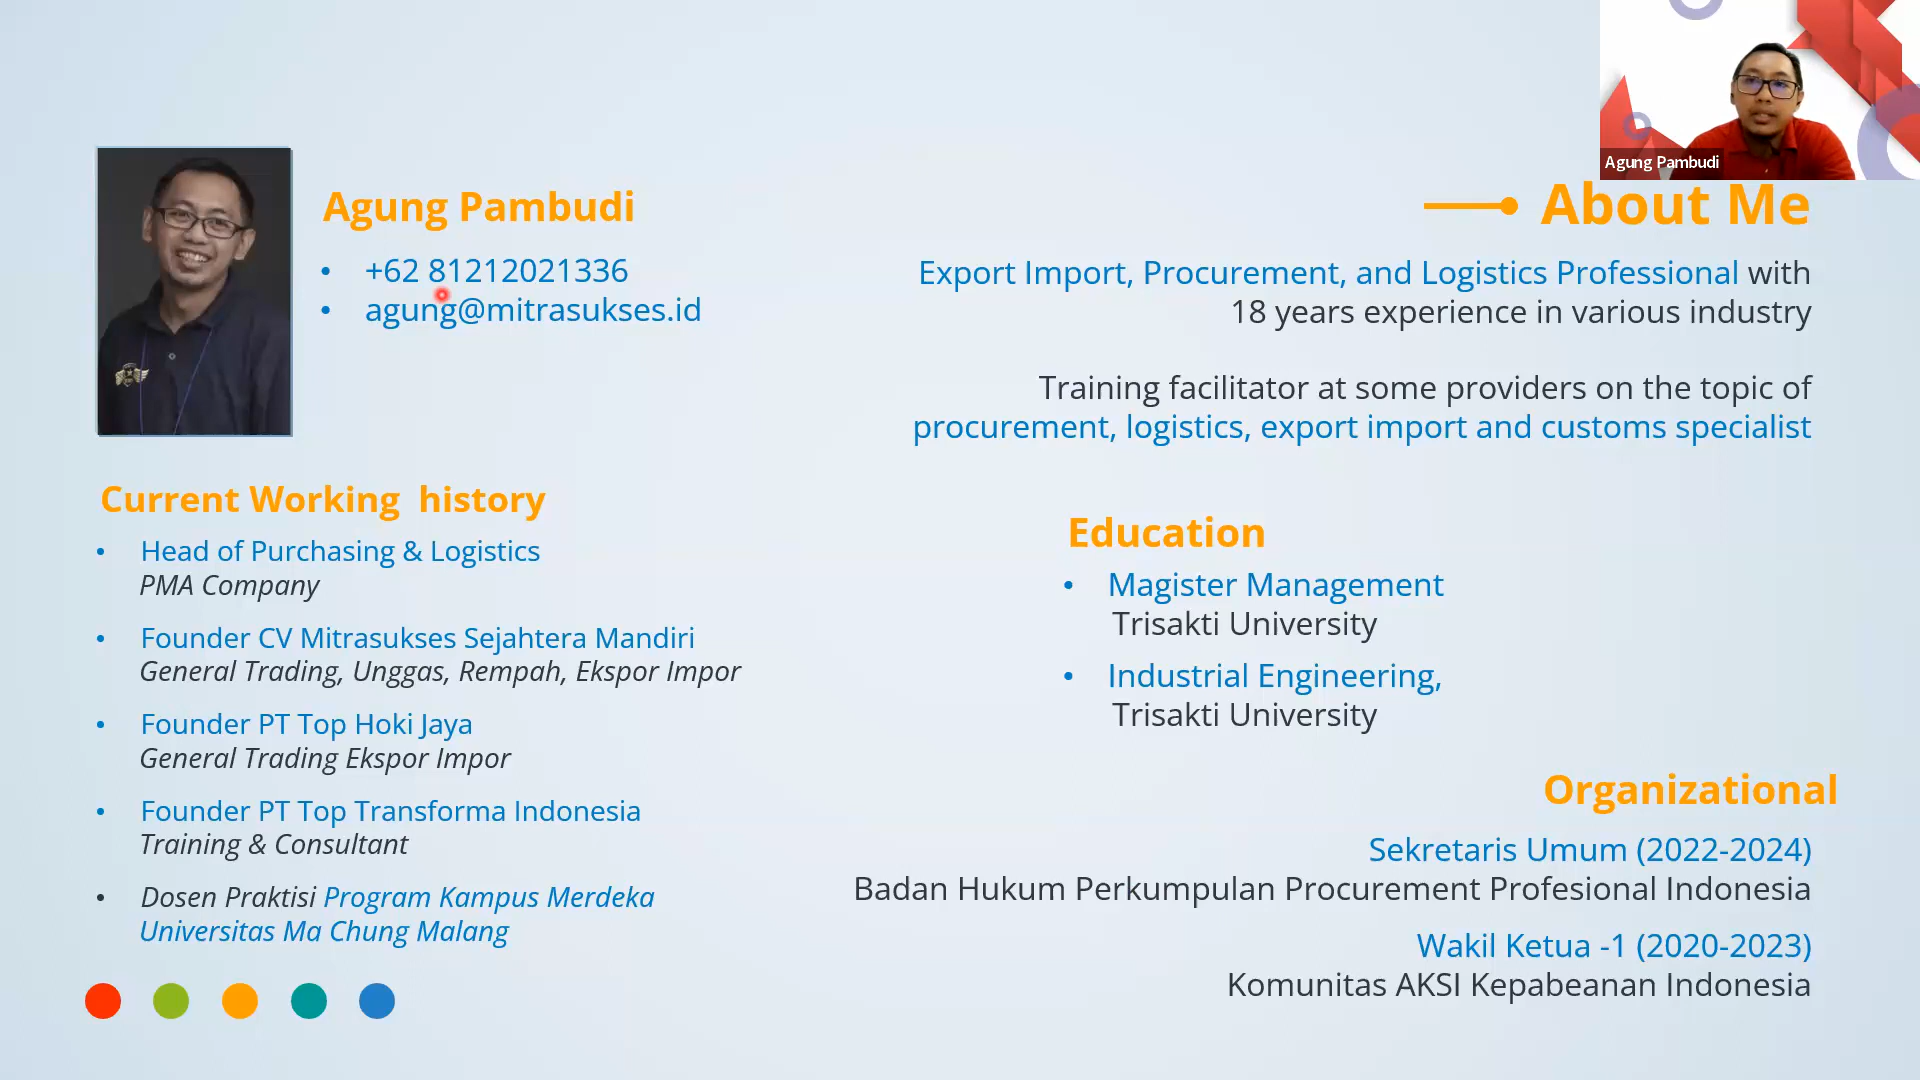 Agung Pambudi
Agung Pambudi
• +62 81212021336
• agung@mitrasukses.id
About Me
Export Import, Procurement, and Logistics Professional with
18 years experience in various industry
Training facilitator at some providers on the topic of
procurement, logistics, export import and customs specialist
Current Working history
• Head of Purchasing & Logistics
PMA Company
• Founder CV Mitrasukses Sejahtera Mandiri
General Trading, Unggas, Rempah, Ekspor Impor
• Founder PT Top Hoki Jaya
General Trading Ekspor Impor
• Founder PT Top Transforma Indonesia
Training & Consultant
• Dosen Praktisi Program Kampus Merdeka
Universitas Ma Chung Malang
Education
• Magister Management
Trisakti University
• Industrial Engineering,
Trisakti University
Organizational
Sekretaris Umum (2022-2024)
Badan Hukum Perkumpulan Procurement Profesional Indonesia
Wakil Ketua -1 (2020-2023)
Komunitas AKSI Kepabeanan Indonesia